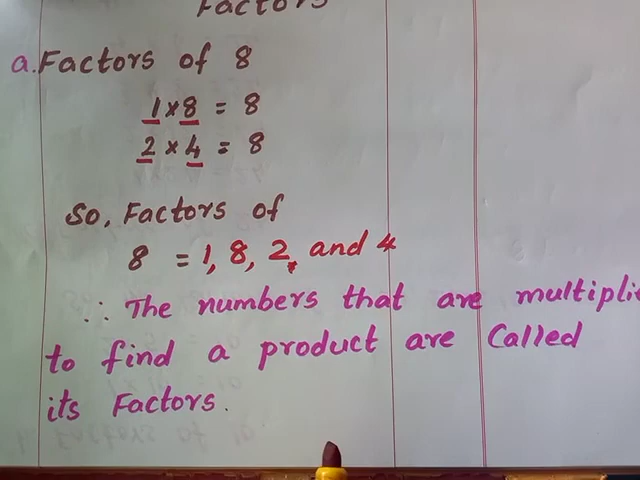 Factors
a. Factors of 8
1 x 8 = 8
2 x 4 = 8
So, Factors of
8 = 1, 8, 2, and 4
∴ The numbers that are multiplie
to find a product are Called
its Factors.